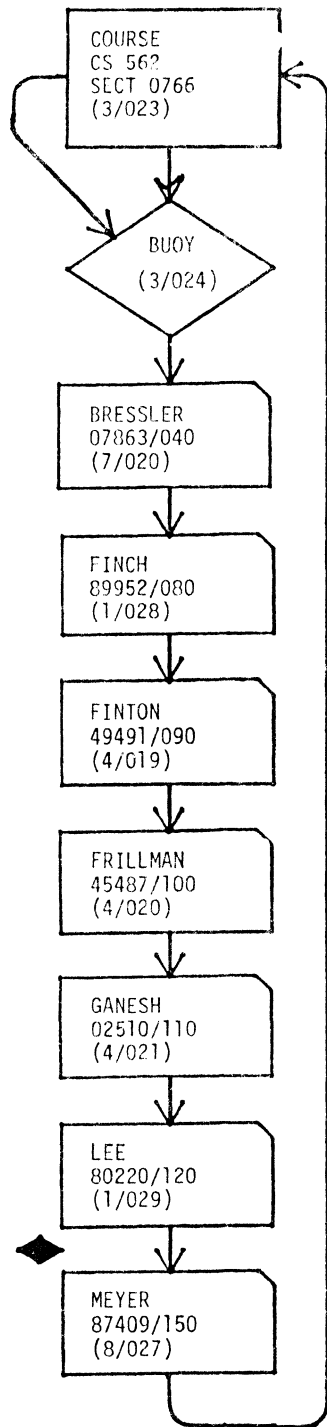 COURSE
CS 562
SECT 0766
(3/023)
BUOY
(3/024)
BRESSLER
07863/040
(7/020)
FINCH
89952/080
(1/028)
FINTON
49491/090
(4/019)
FRILLMAN
45487/100
(4/020)
GANESH
02510/110
(4/021)
LEE
80220/120
(1/029)
MEYER
87409/150
(8/027)